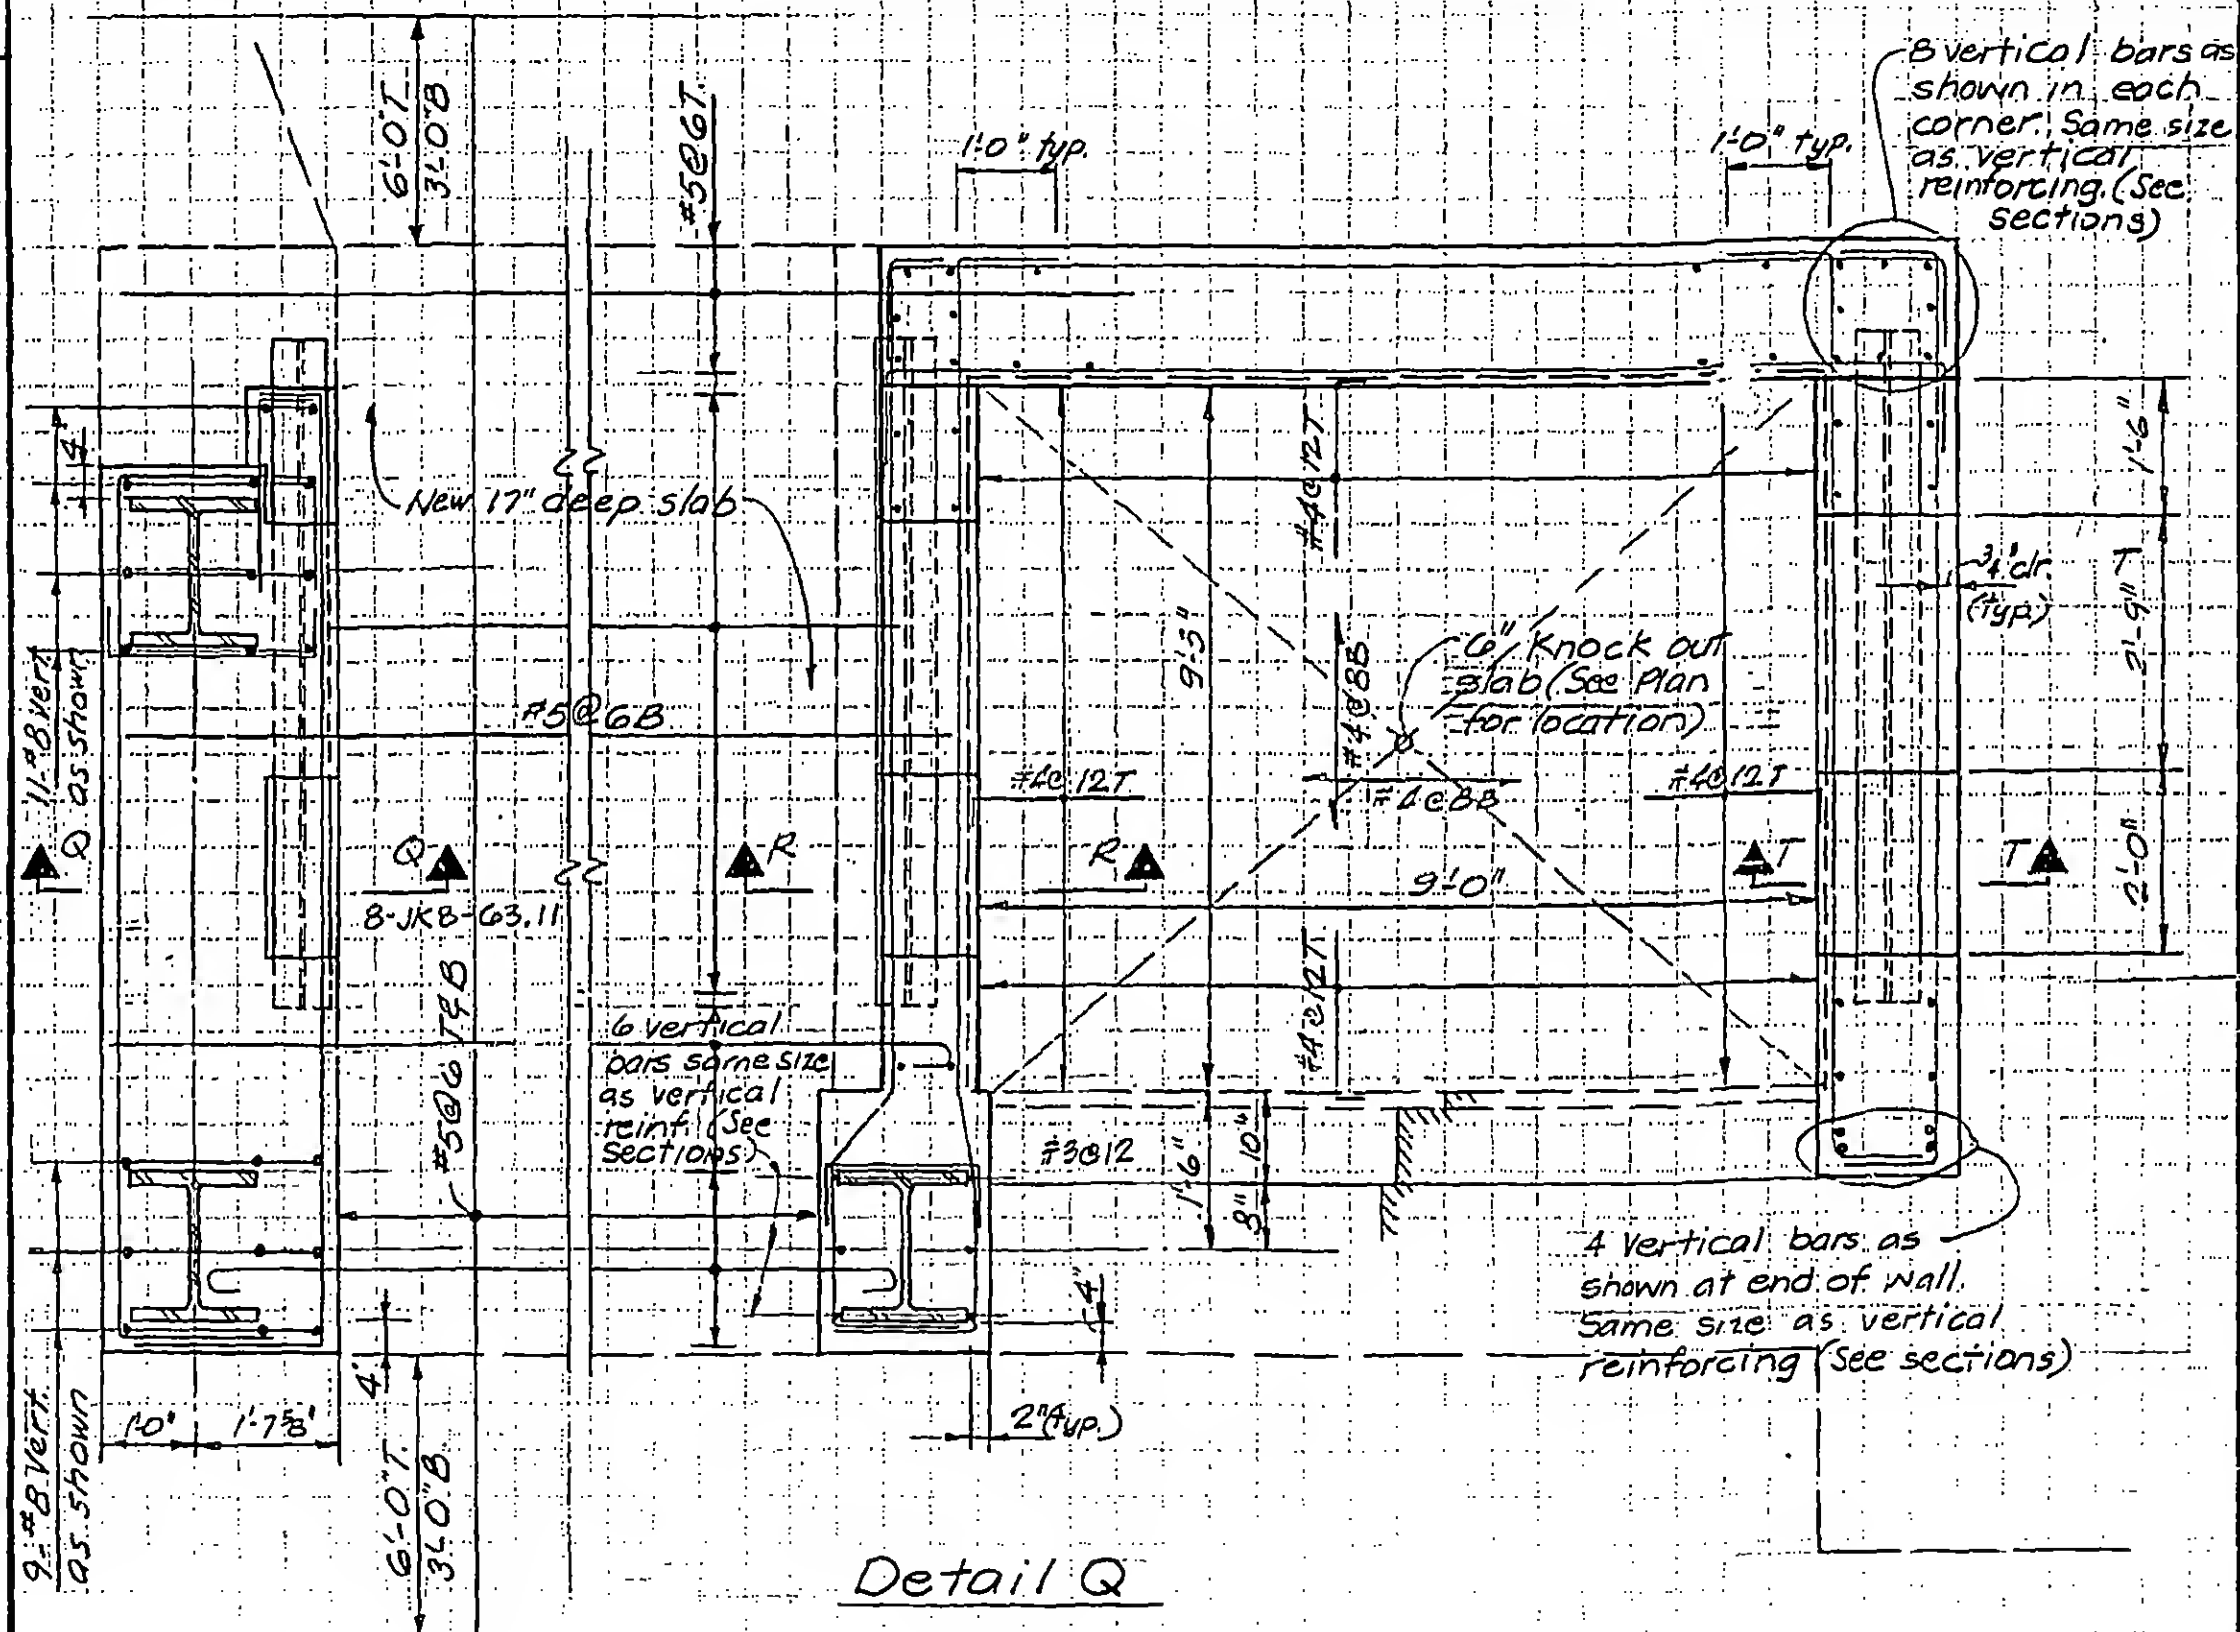 8 vertical bars as
shown in each
corner. Same size
as vertical
reinforcing. (See
sections)
6'-0"T
3'-0"B
#5@6T.
1'-0" typ.
1'-0" typ.
4"
New 17" deep slab
#4@12T
1'-6"
3/4" clr.
(typ.)
2'-9" T
9'-3"
6" Knock out
slab (See Plan
for location)
#4@8B
#4@8B
11-#8 Vert.
as shown
#5@6B
#4@12T
#4@12T
Q
Q
R
R
T
T
9'-0"
2'-0"
8-JKB-63.11
#5@6 T&B
#4@12T
6 vertical
bars same size
as vertical
reinf. (See
sections)
#3@12
1'-6"
10"
8"
4 vertical bars as
shown at end of wall.
Same size as vertical
reinforcing (See sections)
4"
4"
1'-0"
1'-7 5/8"
2"(typ.)
9-#8 Vert.
as shown
6'-0"T.
3'-0"B.
Detail Q